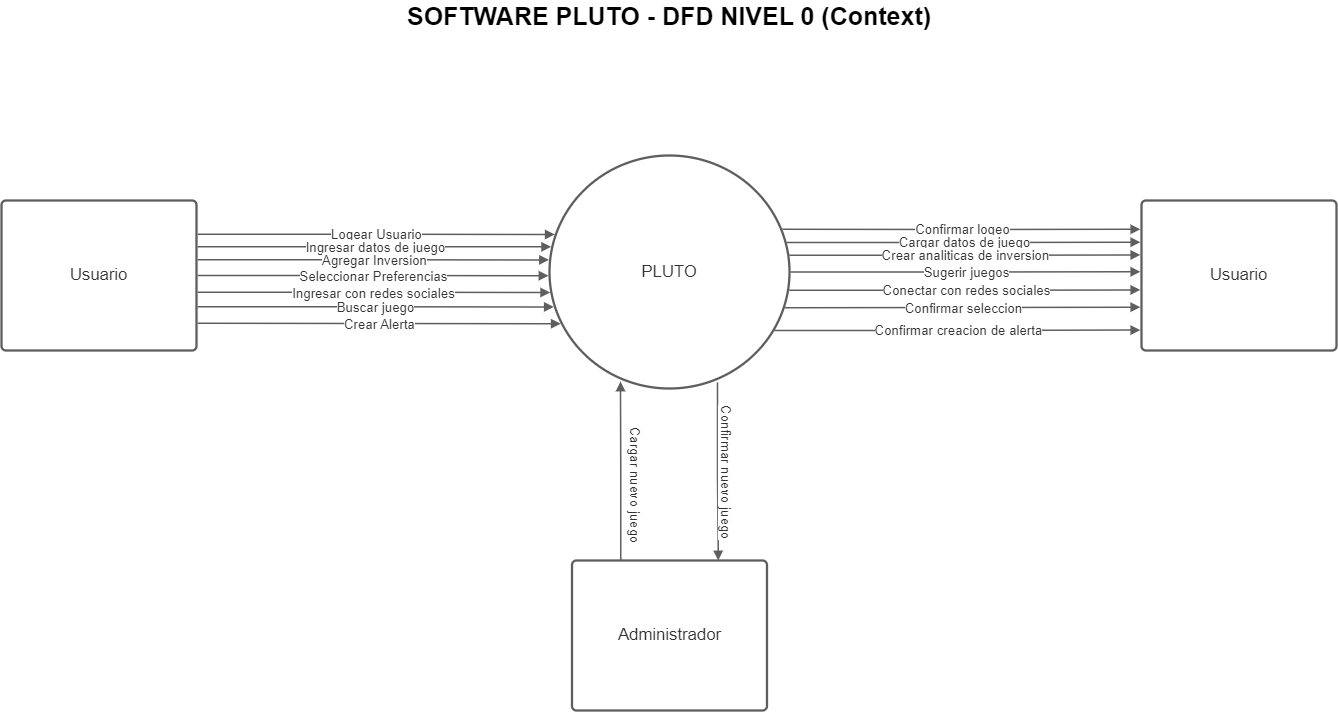 SOFTWARE PLUTO - DFD NIVEL 0 (Context)
Usuario
Logear Usuario
Ingresar datos de juego
Agregar Inversion
Seleccionar Preferencias
Ingresar con redes sociales
Buscar juego
Crear Alerta
PLUTO
Confirmar logeo
Cargar datos de juego
Crear analiticas de inversion
Sugerir juegos
Conectar con redes sociales
Confirmar seleccion
Confirmar creacion de alerta
Usuario
Cargar nuevo juego
Confirmar nuevo juego
Administrador